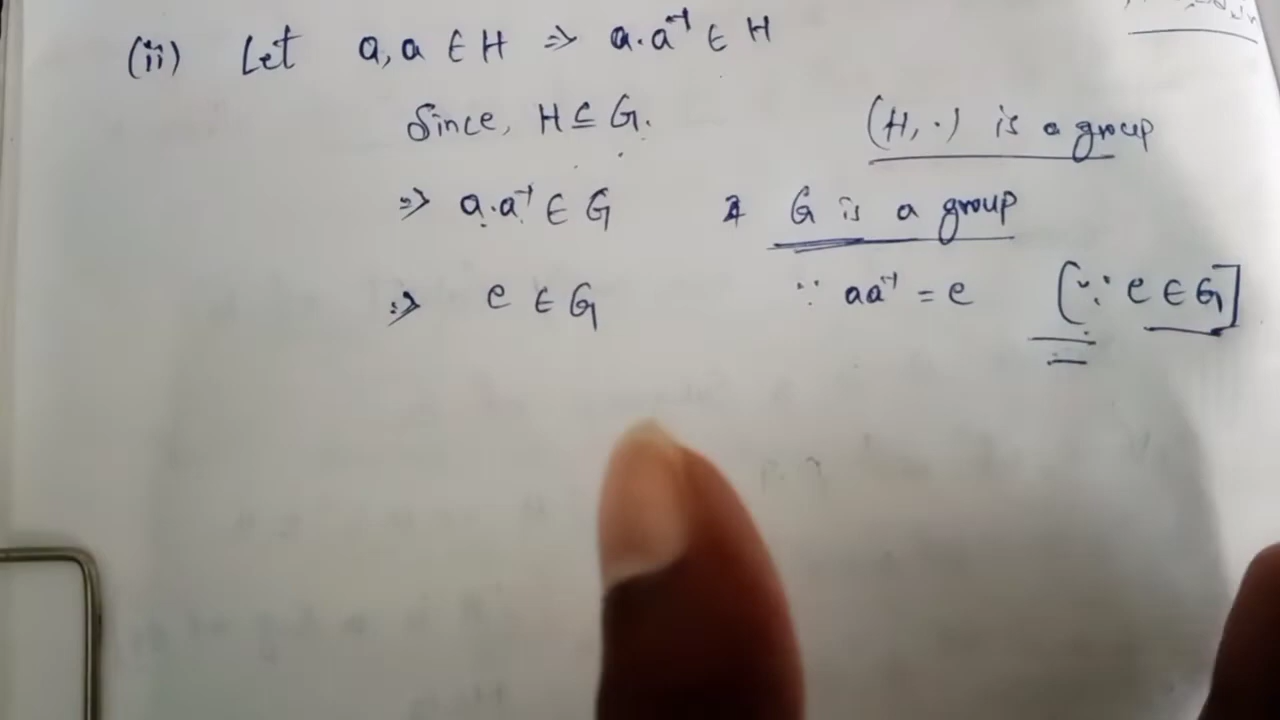 (ii) Let a, a ∈ H ⇒ a.a⁻¹ ∈ H
Since, H ⊆ G. (H, ·) is a group
⇒ a.a⁻¹ ∈ G & G is a group
⇒ e ∈ G ∵ aa⁻¹ = e [∵ e ∈ G]